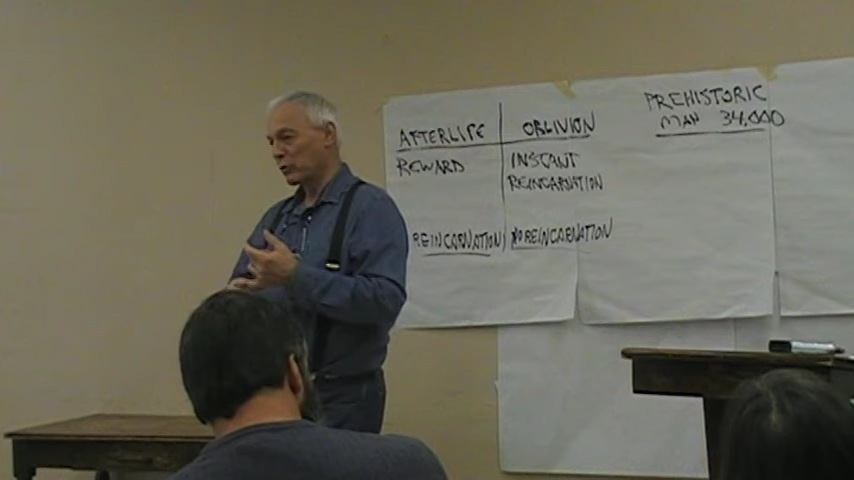 AFTERLIFE OBLIVION
REWARD INSTANT
REINCARNATION
REINCARNATION NO REINCARNATION
PREHISTORIC
MAN 34,000